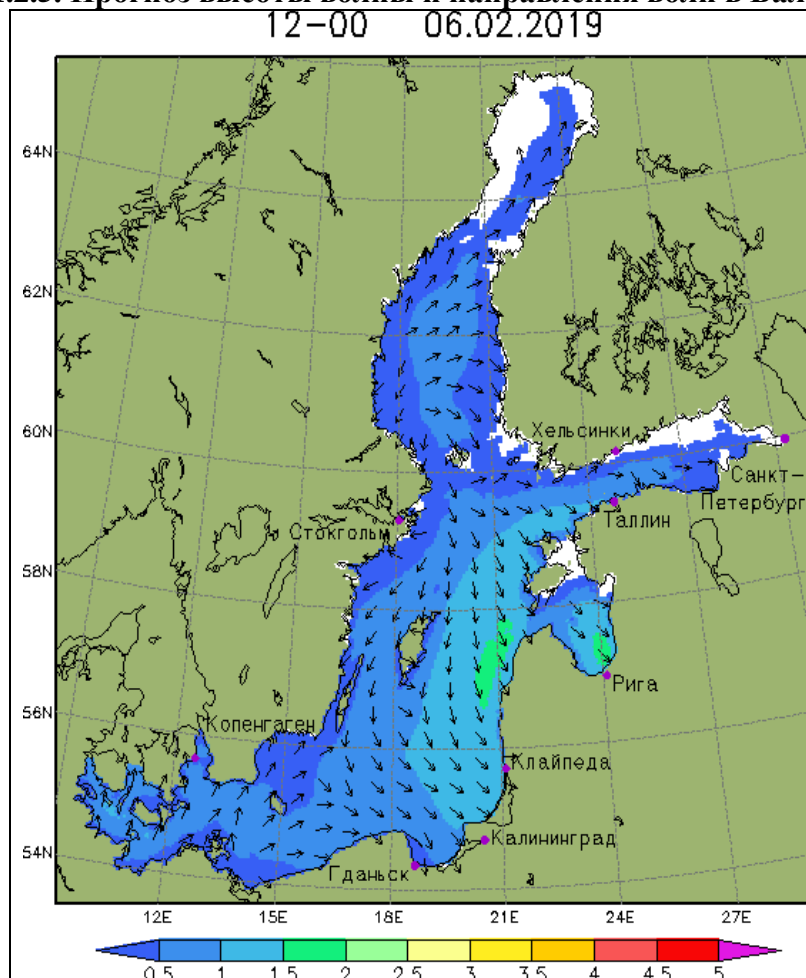 12-00 06.02.2019
64N
62N
60N
58N
56N
54N
Хельсинки
Санкт-
Петербург
Таллин
Стокгольм
Рига
Копенгаген
Клайпеда
Калининград
Гданьск
12E 15E 18E 21E 24E 27E
0.5 1 1.5 2 2.5 3 3.5 4 4.5 5